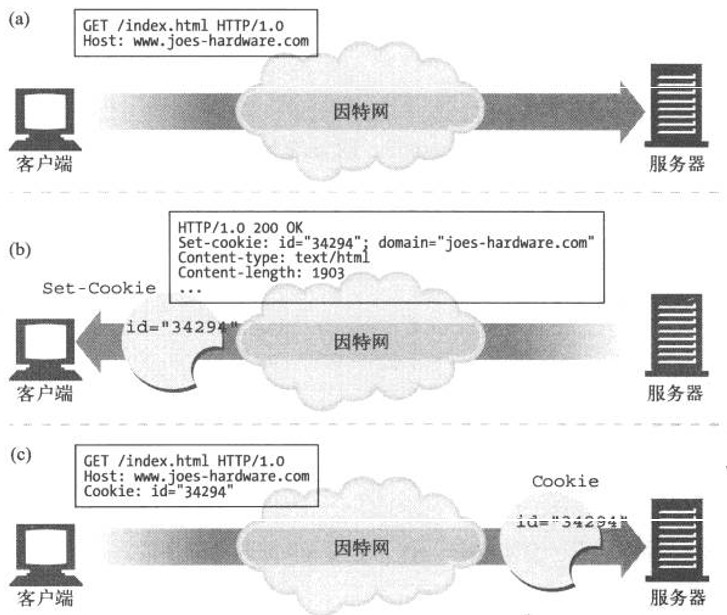 (a)
GET /index.html HTTP/1.0
Host: www.joes-hardware.com
因特网
客户端
服务器
(b)
HTTP/1.0 200 OK
Set-cookie: id="34294"; domain="joes-hardware.com"
Content-type: text/html
Content-length: 1903
...
Set-Cookie
id="34294"
因特网
客户端
服务器
(c)
GET /index.html HTTP/1.0
Host: www.joes-hardware.com
Cookie: id="34294"
Cookie
id="34294"
因特网
客户端
服务器